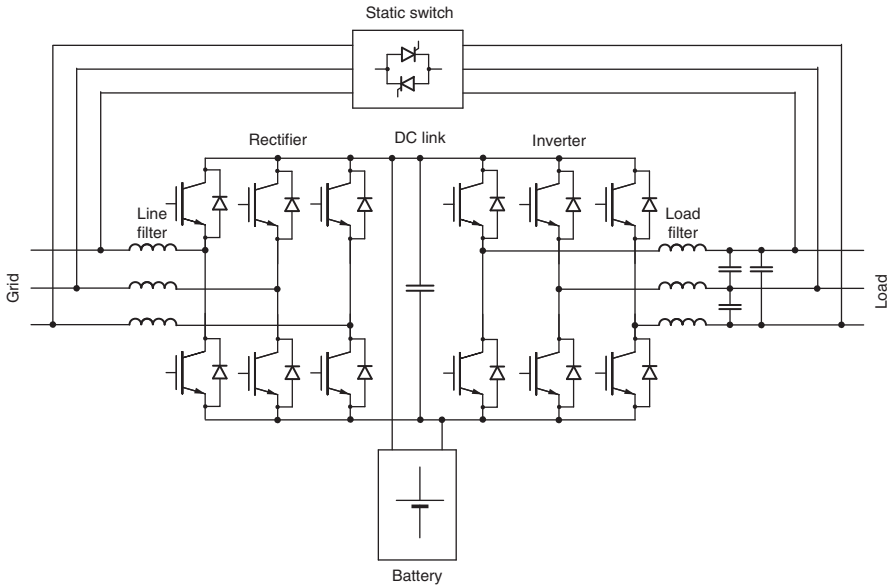 Static switch
Rectifier
DC link
Inverter
Line
filter
Load
filter
Grid
Load
Battery